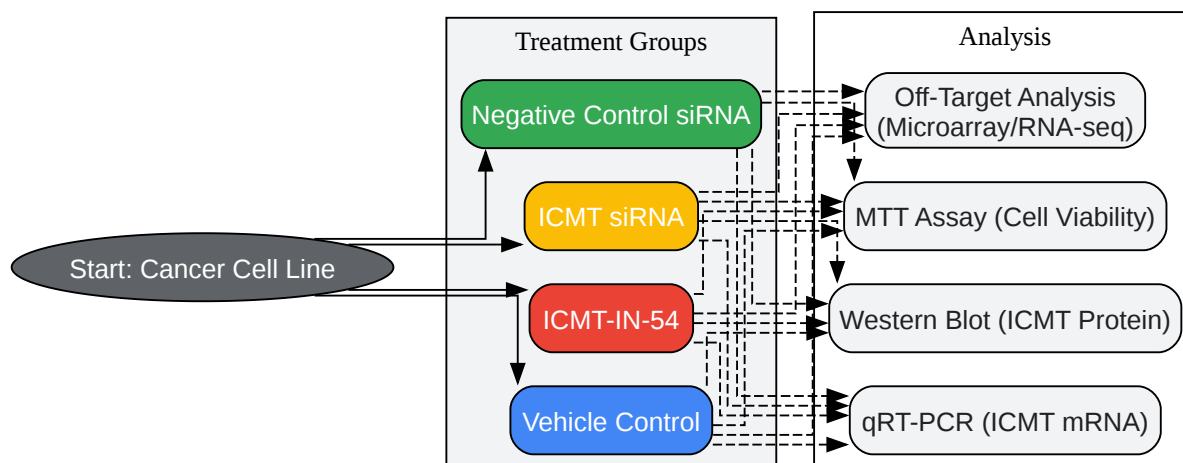 Treatment Groups
Analysis
Negative Control siRNA
Off-Target Analysis
(Microarray/RNA-seq)
ICMT siRNA
MTT Assay (Cell Viability)
Start: Cancer Cell Line
ICMT-IN-54
Western Blot (ICMT Protein)
Vehicle Control
qRT-PCR (ICMT mRNA)